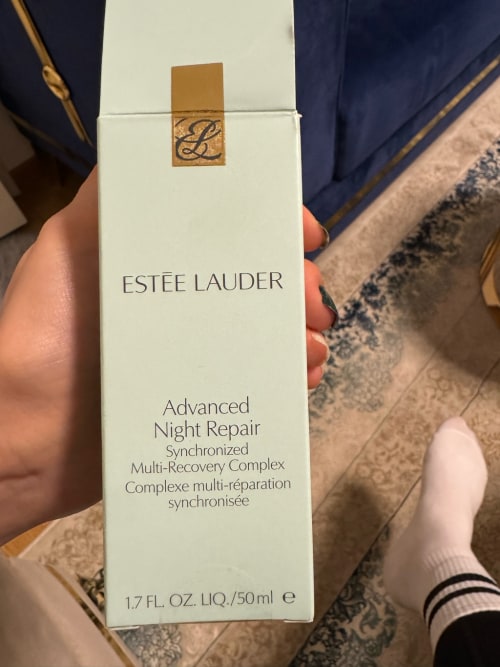 EL
ESTĒE LAUDER
Advanced
Night Repair
Synchronized
Multi-Recovery Complex
Complexe multi-réparation
synchronisée
1.7 FL. OZ. LIQ./50 ml ℮